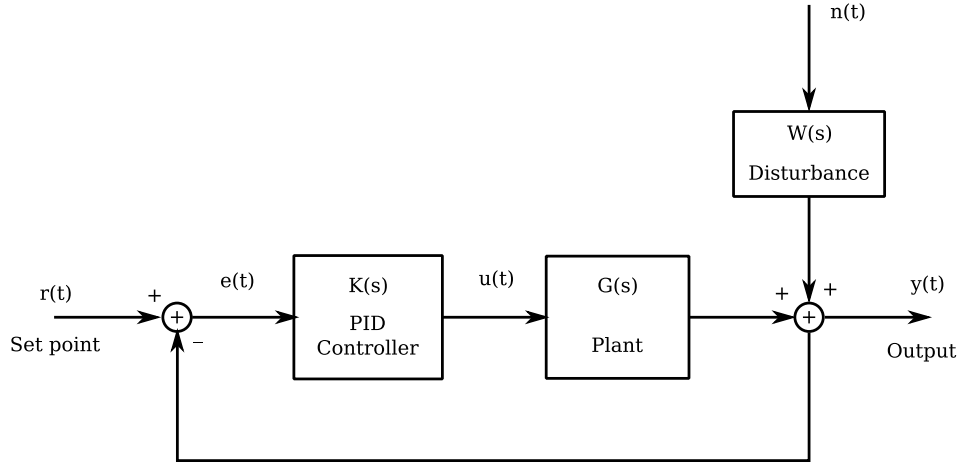 n(t)
W(s)
Disturbance
r(t)
+
Set point
+
−
e(t)
K(s)
PID
Controller
u(t)
G(s)
Plant
+
+
+
y(t)
Output